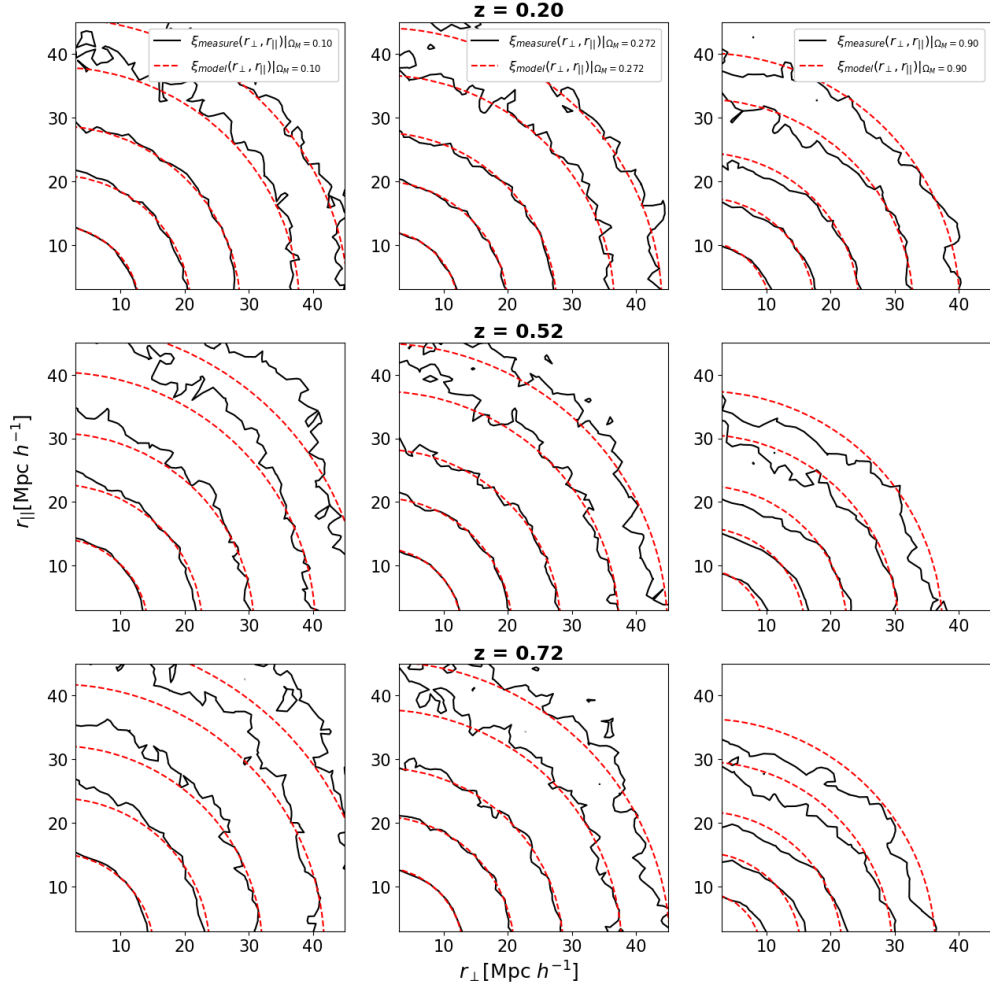 z = 0.20
ξmeasure(r⊥, r||)|ΩM = 0.10
ξmodel(r⊥, r||)|ΩM = 0.10
ξmeasure(r⊥, r||)|ΩM = 0.272
ξmodel(r⊥, r||)|ΩM = 0.272
ξmeasure(r⊥, r||)|ΩM = 0.90
ξmodel(r⊥, r||)|ΩM = 0.90
40
30
20
10
10 20 30 40
10 20 30 40
10 20 30 40
z = 0.52
r||[Mpc h⁻¹]
40
30
20
10
10 20 30 40
10 20 30 40
10 20 30 40
z = 0.72
40
30
20
10
10 20 30 40
10 20 30 40
10 20 30 40
r⊥[Mpc h⁻¹]